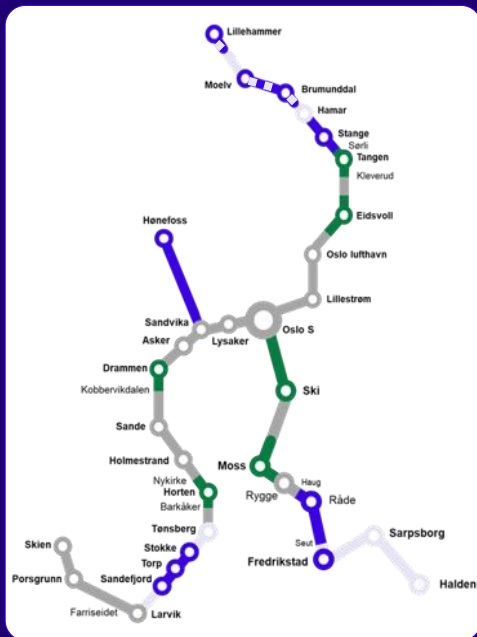 Lillehammer
Moelv
Brumunddal
Hamar
Stange
Sørli
Tangen
Kleverud
Eidsvoll
Hønefoss
Oslo lufthavn
Lillestrøm
Sandvika
Oslo S
Asker
Lysaker
Drammen
Kobbervikdalen
Ski
Sande
Holmestrand
Moss
Nykirke
Haug
Horten
Rygge
Råde
Barkåker
Tønsberg
Seut
Sarpsborg
Skien
Stokke
Torp
Fredrikstad
Porsgrunn
Sandefjord
Halden
Farriseidet
Larvik